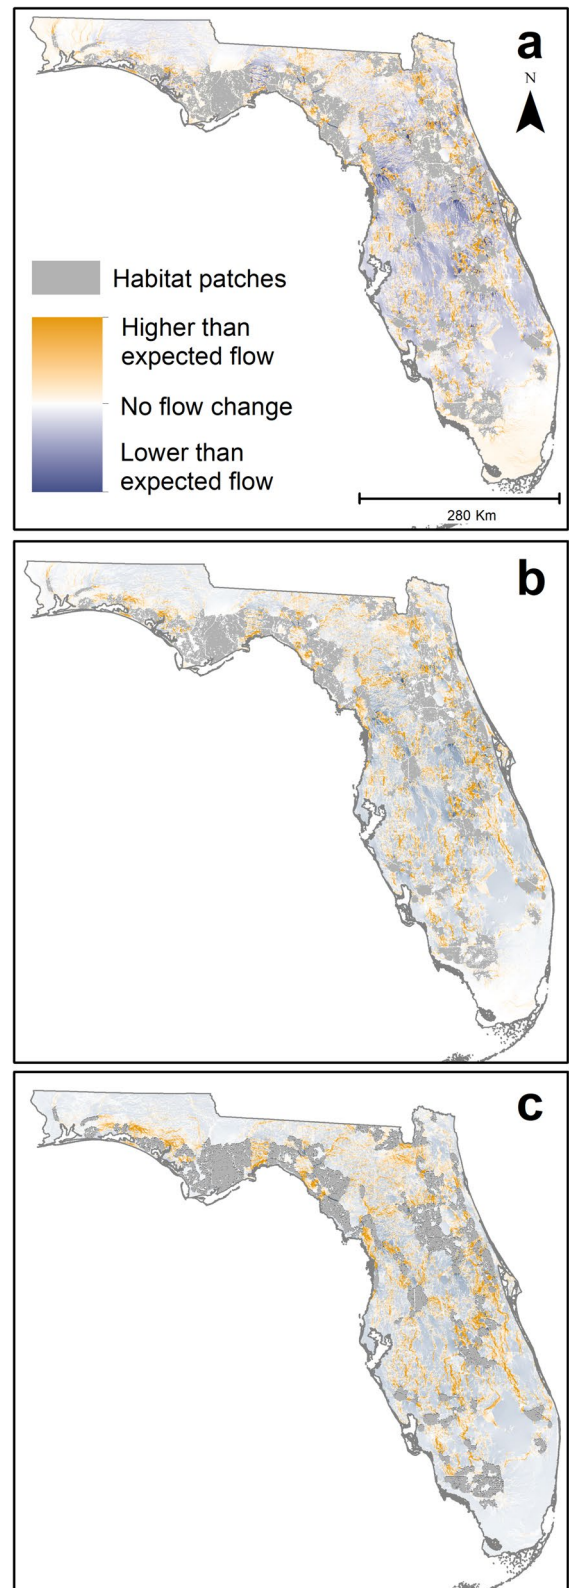 a
N
Habitat patches
Higher than
expected flow
No flow change
Lower than
expected flow
280 Km
b
c